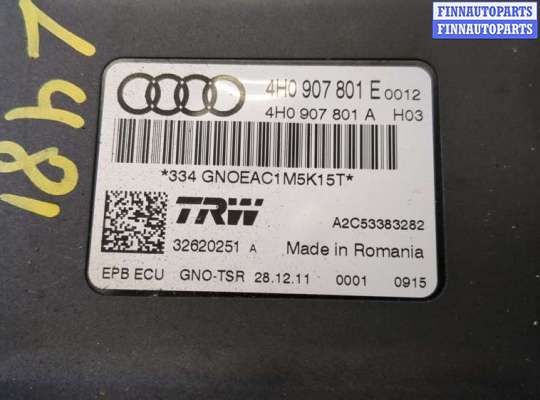 FINNAUTOPARTS
FINNAUTOPARTS
4H0 907 801 E 0012
4H0 907 801 A H03
*334 GNOEAC1M5K15T*
TRW
A2C53383282
32620251 A
Made in Romania
EPB ECU GNO-TSR 28.12.11 0001 0915